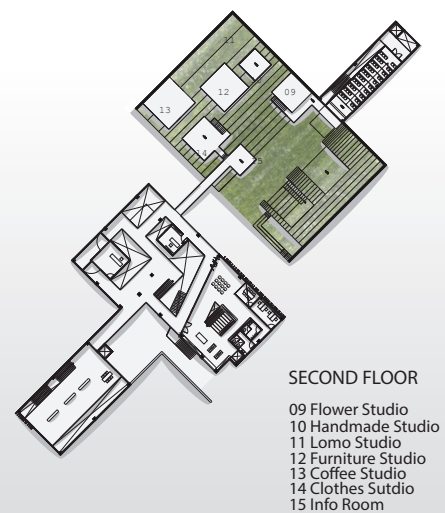 11
12
09
13
14
15
SECOND FLOOR
09 Flower Studio
10 Handmade Studio
11 Lomo Studio
12 Furniture Studio
13 Coffee Studio
14 Clothes Sutdio
15 Info Room